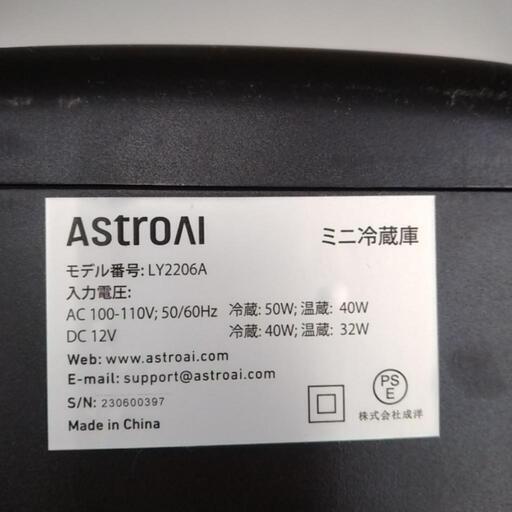 AstroAI
ミニ冷蔵庫
モデル番号: LY2206A
入力電圧:
AC 100-110V; 50/60Hz 冷蔵: 50W; 温蔵: 40W
DC 12V 冷蔵: 40W; 温蔵: 32W
Web: www.astroai.com
E-mail: support@astroai.com
S/N: 230600397
Made in China
PS
E
株式会社成洋